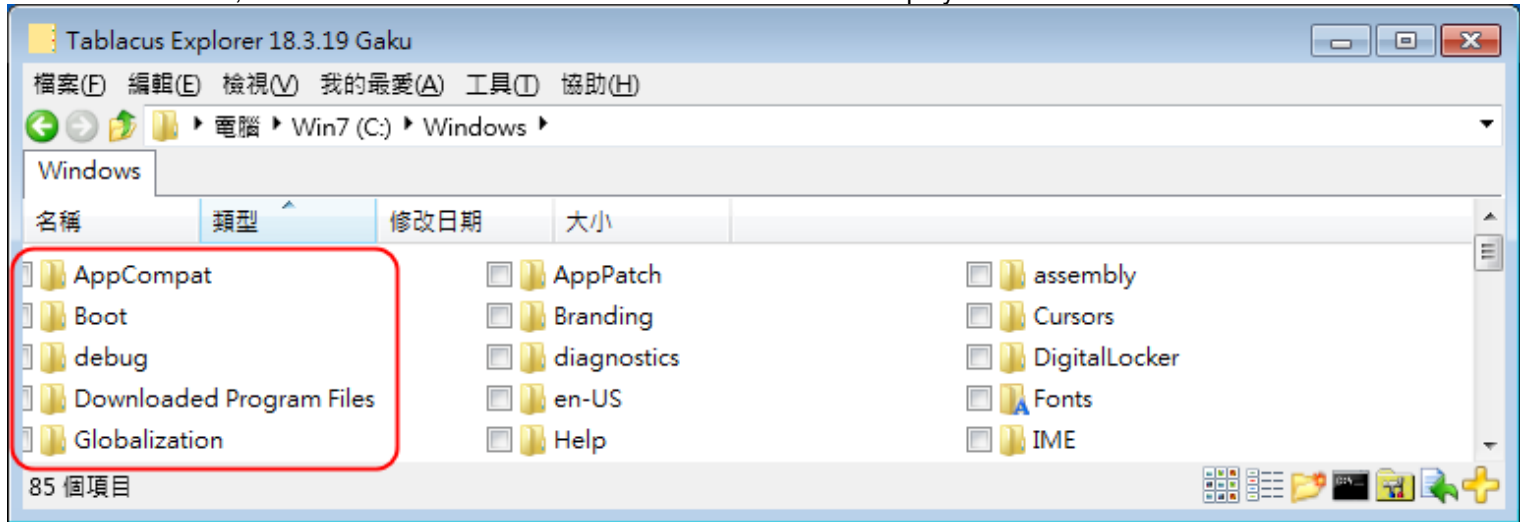 Tablacus Explorer 18.3.19 Gaku
檔案(F) 編輯(E) 檢視(V) 我的最愛(A) 工具(T) 協助(H)
電腦 Win7 (C:) Windows
Windows
名稱 類型 修改日期 大小
AppCompat AppPatch assembly
Boot Branding Cursors
debug diagnostics DigitalLocker
Downloaded Program Files en-US Fonts
Globalization Help IME
85 個項目